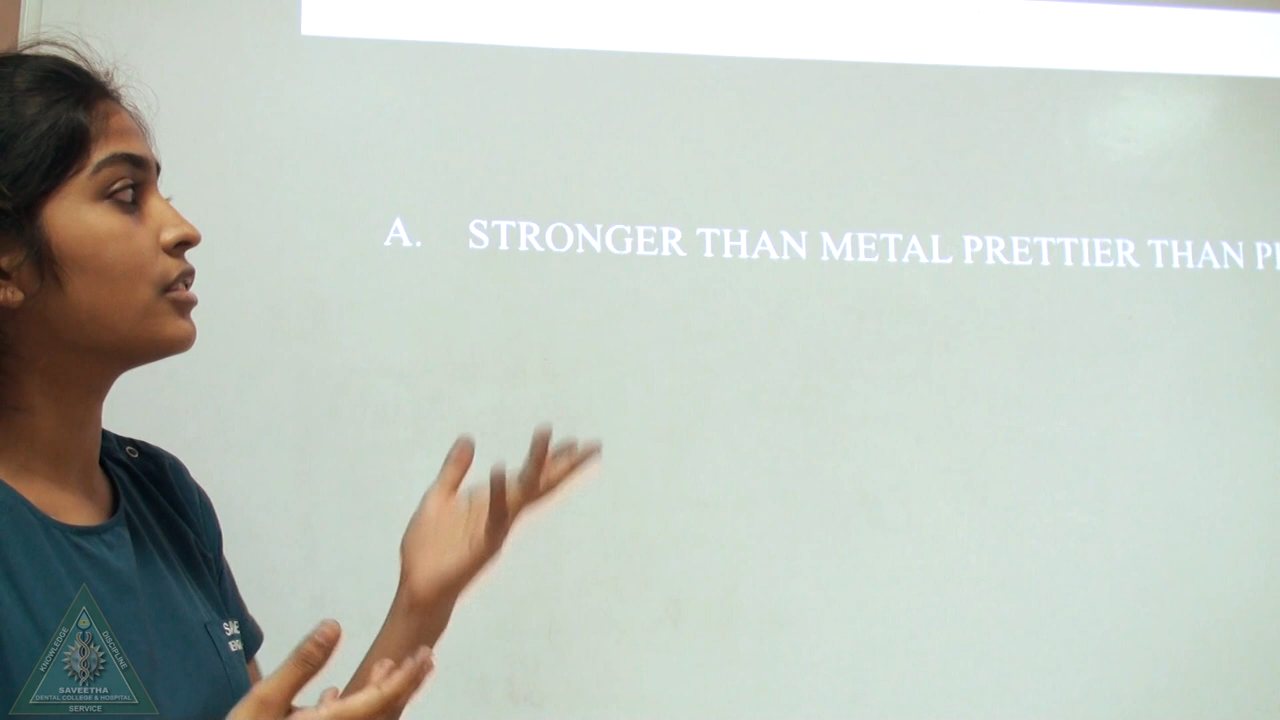 A. STRONGER THAN METAL PRETTIER THAN
KNOWLEDGE
DISCIPLINE
SAVEETHA
DENTAL COLLEGE & HOSPITAL
SERVICE